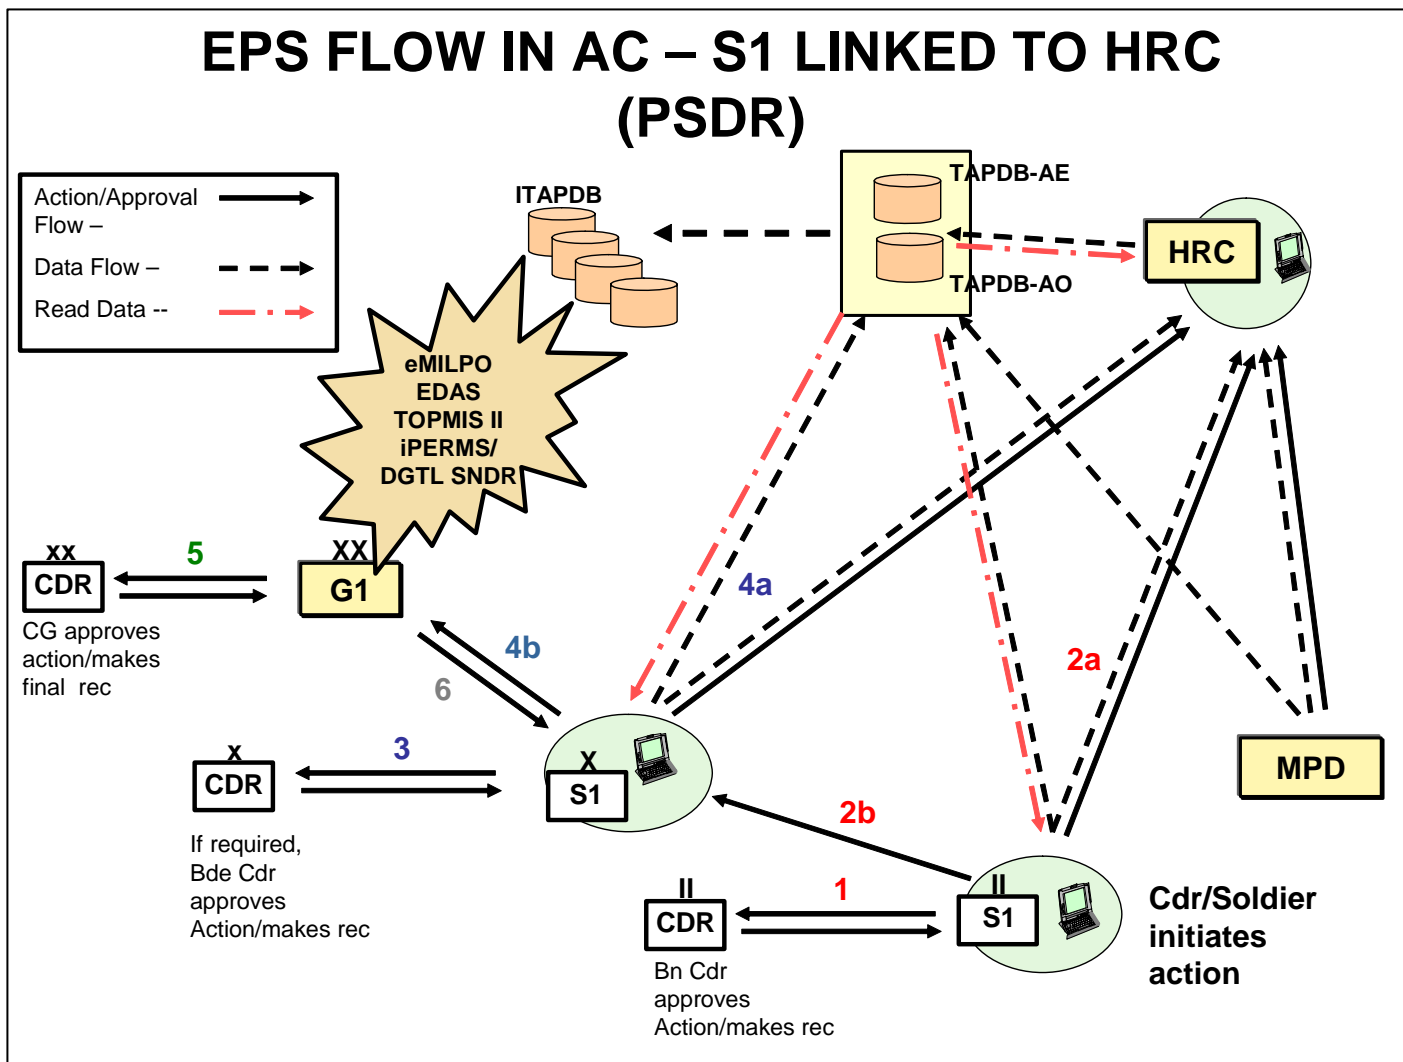 EPS FLOW IN AC – S1 LINKED TO HRC
(PSDR)
Action/Approval
Flow –
Data Flow –
Read Data --
ITAPDB
TAPDB-AE
TAPDB-AO
HRC
eMILPO
EDAS
TOPMIS II
iPERMS/
DGTL SNDR
XX
CDR
5
XX
G1
CG approves
action/makes
final rec
4b
6
4a
2a
X
CDR
3
X
S1
If required,
Bde Cdr
approves
Action/makes rec
2b
MPD
II
CDR
1
II
S1
Bn Cdr
approves
Action/makes rec
Cdr/Soldier
initiates
action